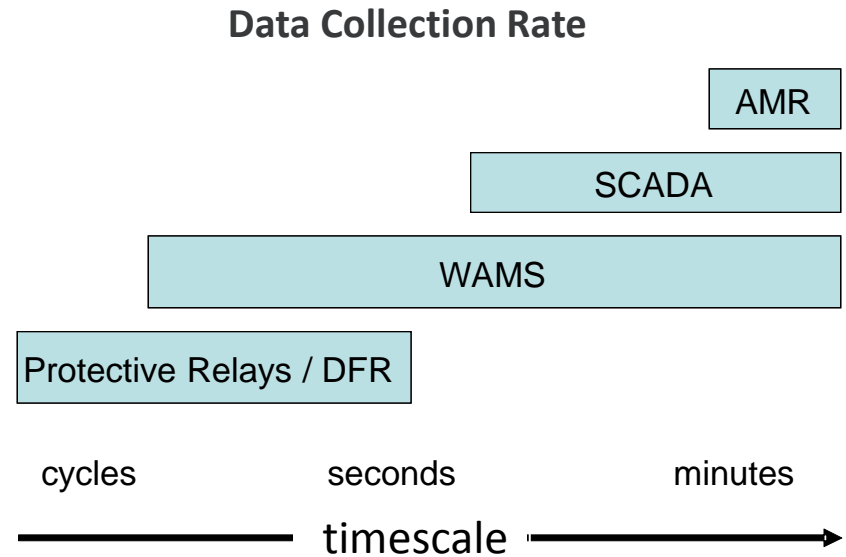 Data Collection Rate
AMR
SCADA
WAMS
Protective Relays / DFR
cycles seconds minutes
timescale